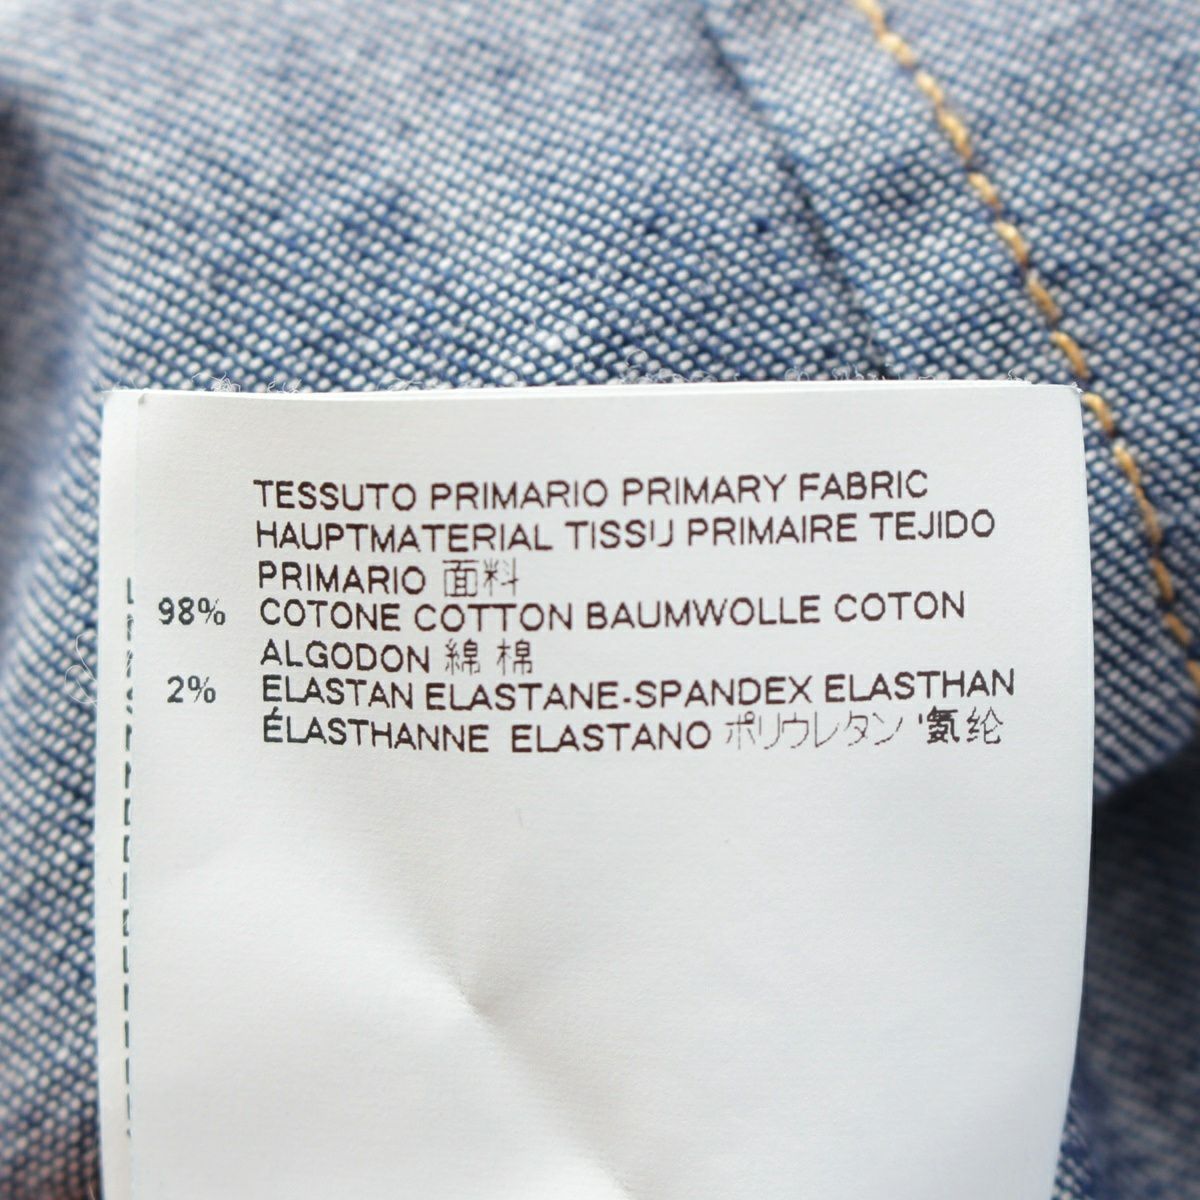 TESSUTO PRIMARIO PRIMARY FABRIC
HAUPTMATERIAL TISSU PRIMAIRE TEJIDO
PRIMARIO 面料
98% COTONE COTTON BAUMWOLLE COTON
ALGODON 綿 棉
2% ELASTAN ELASTANE-SPANDEX ELASTHAN
ÉLASTHANNE ELASTANO ポリウレタン 氨纶